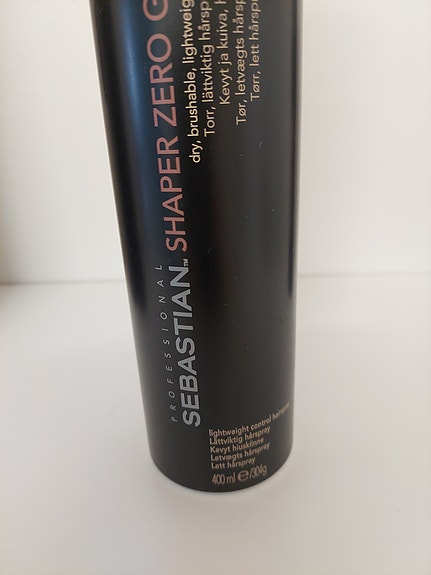 PROFESSIONAL
SEBASTIAN™ SHAPER ZERO G
dry, brushable, lightweig
Torr, lättviktig hårsp
Kevyt ja kuiva, h
Tør, letvægts hårsp
Tørr, lett hårspr
lightweight control hairspray
Lättviktig hårspray
Kevyt hiuskiinne
Letvægts hårspray
Lett hårspray
400 ml ℮/304g